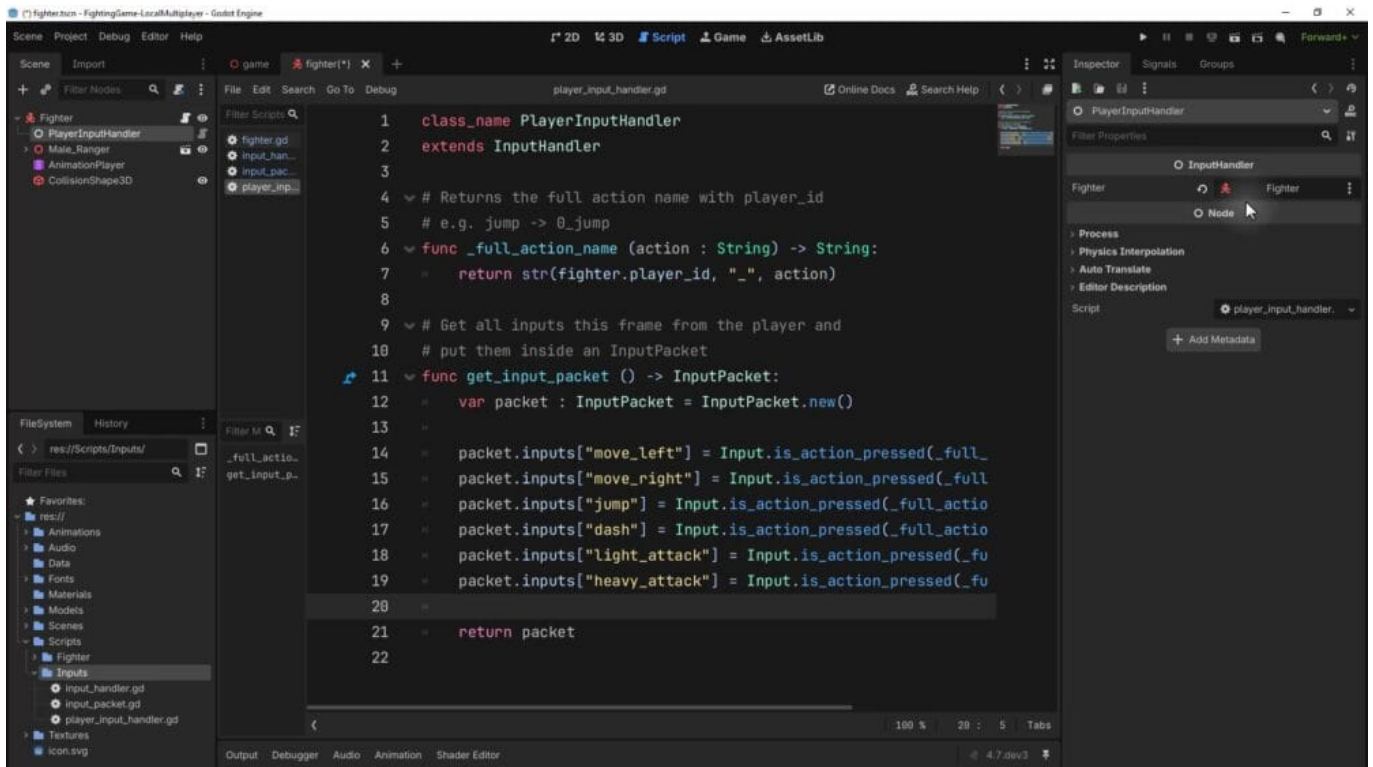 (*) fighter.tscn - FightingGame-LocalMultiplayer - Godot Engine
Scene Project Debug Editor Help
2D 3D Script Game AssetLib
Forward+
Scene Import
game fighter(*)
Inspector Signals Groups
Filter Nodes
File Edit Search Go To Debug
player_input_handler.gd
Online Docs Search Help
Fighter
PlayerInputHandler
Male_Ranger
AnimationPlayer
CollisionShape3D
Filter Scripts
fighter.gd
input_han...
input_pac...
player_inp...
1 class_name PlayerInputHandler
2 extends InputHandler
3
4 # Returns the full action name with player_id
5 # e.g. jump -> 0_jump
6 func _full_action_name (action : String) -> String:
7 return str(fighter.player_id, "_", action)
8
9 # Get all inputs this frame from the player and
10 # put them inside an InputPacket
11 func get_input_packet () -> InputPacket:
12 var packet : InputPacket = InputPacket.new()
13
14 packet.inputs["move_left"] = Input.is_action_pressed(_full_
15 packet.inputs["move_right"] = Input.is_action_pressed(_full
16 packet.inputs["jump"] = Input.is_action_pressed(_full_actio
17 packet.inputs["dash"] = Input.is_action_pressed(_full_actio
18 packet.inputs["light_attack"] = Input.is_action_pressed(_fu
19 packet.inputs["heavy_attack"] = Input.is_action_pressed(_fu
20
21 return packet
22
PlayerInputHandler
Filter Properties
InputHandler
Fighter Fighter
Node
Process
Physics Interpolation
Auto Translate
Editor Description
Script player_input_handler.
+ Add Metadata
FileSystem History
res://Scripts/Inputs/
Filter Files
Favorites:
res://
Animations
Audio
Data
Fonts
Materials
Models
Scenes
Scripts
Fighter
Inputs
input_handler.gd
input_packet.gd
player_input_handler.gd
Textures
icon.svg
Filter M
_full_actio...
get_input_p...
100 % 20 : 5 Tabs
Output Debugger Audio Animation Shader Editor
4.7.dev3